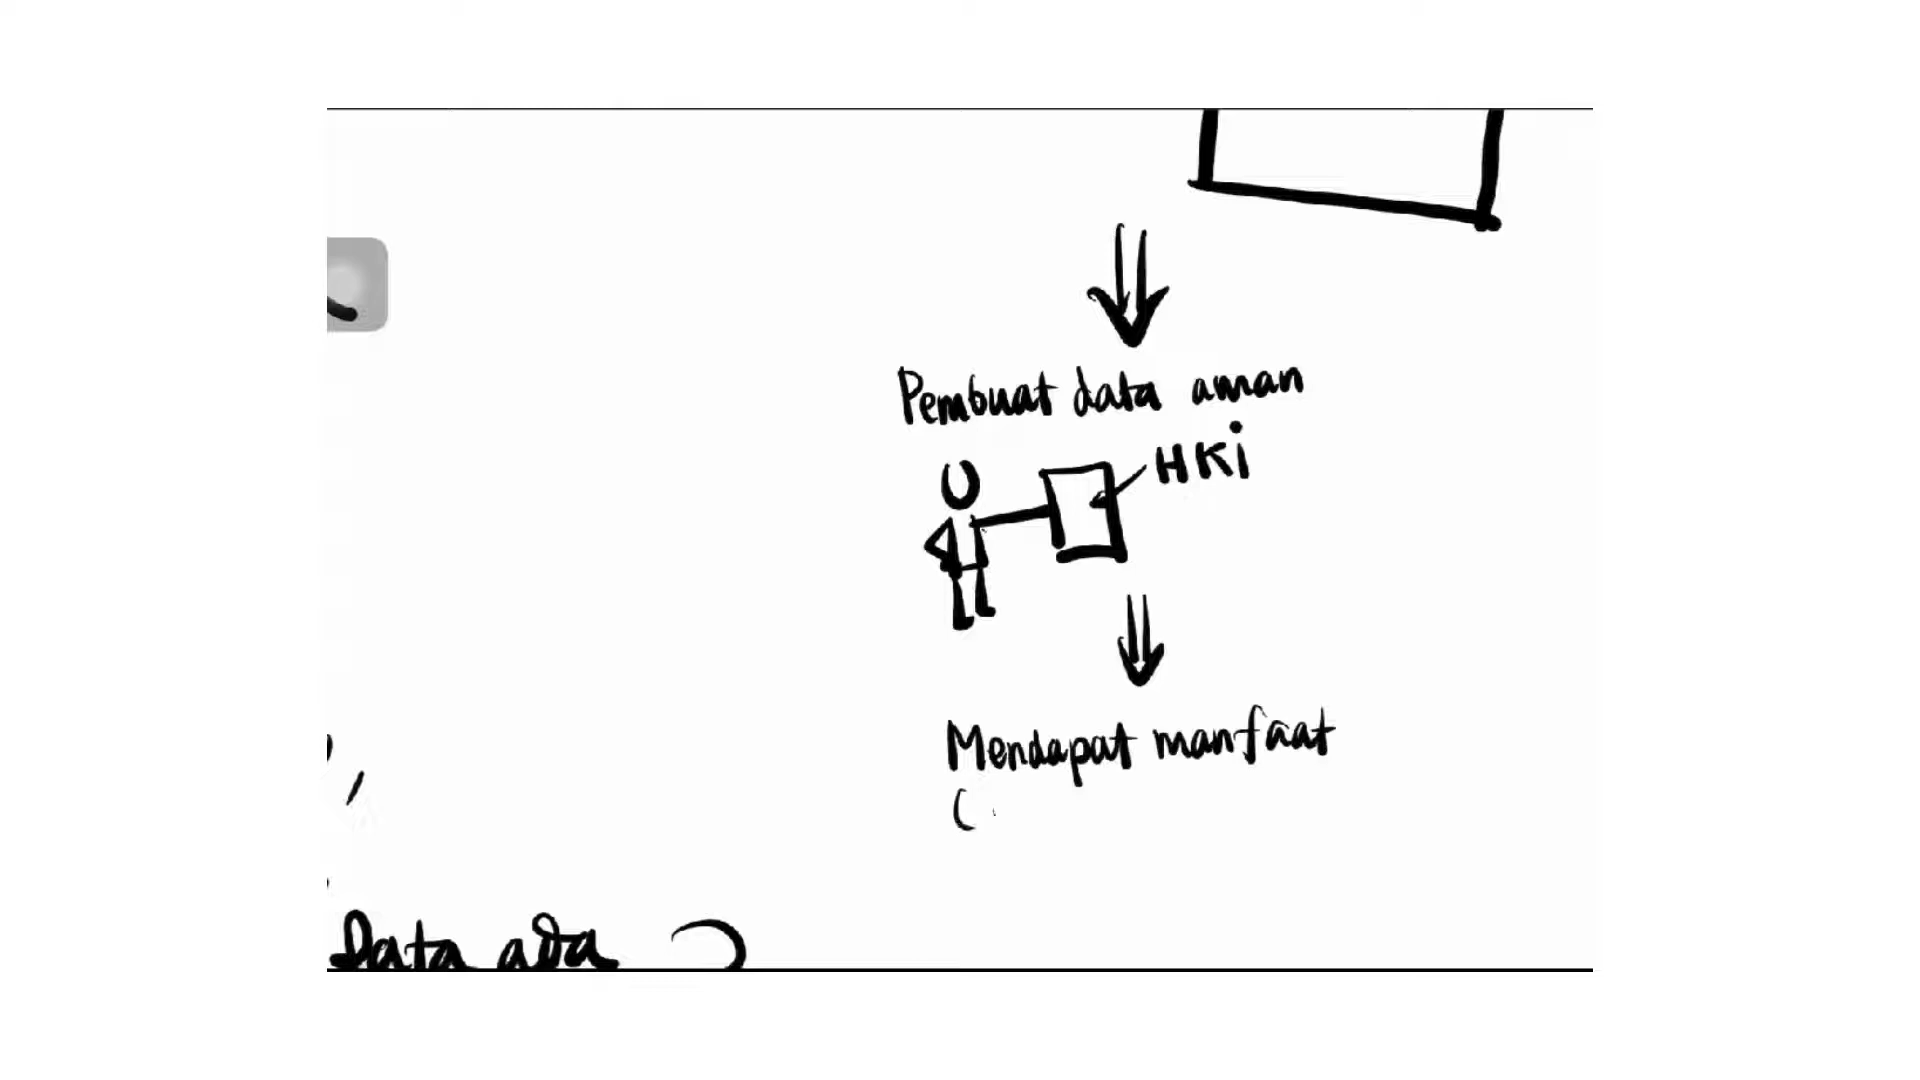 Pembuat data aman
HKi
Mendapat manfaat
(
Data ada